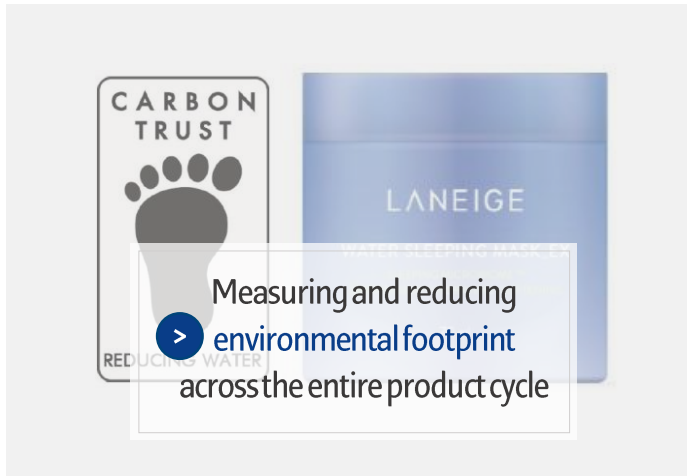 CARBON
TRUST
LANEIGE
WATER SLEEPING MASK_EX
Measuring and reducing
> environmental footprint
REDUCING WATER
across the entire product cycle